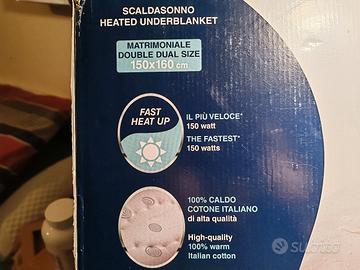 SCALDASONNO
HEATED UNDERBLANKET
MATRIMONIALE
DOUBLE DUAL SIZE
150x160 cm
FAST
HEAT UP
IL PIÙ VELOCE*
150 watt
THE FASTEST*
150 watts
100% CALDO
COTONE ITALIANO
di alta qualità
High-quality
100% warm
Italian cotton
subito